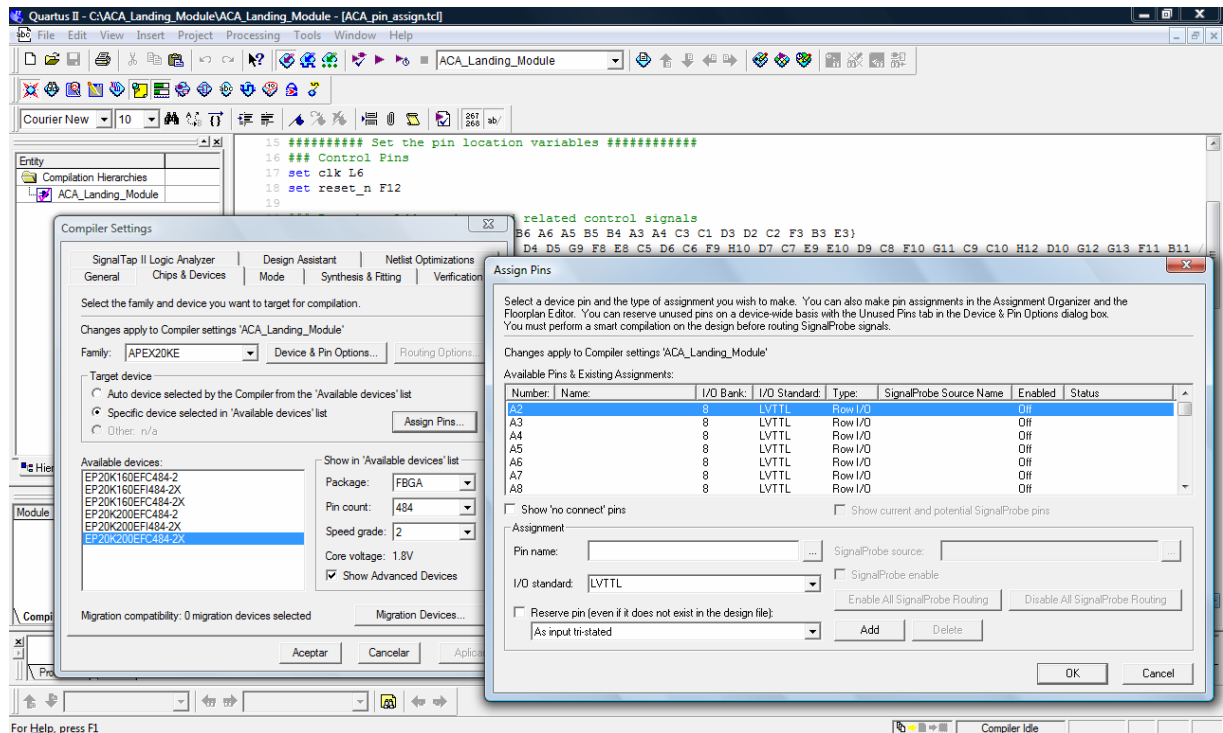 Quartus II - C:\ACA_Landing_Module\ACA_Landing_Module - [ACA_pin_assign.tcl]
File Edit View Insert Project Processing Tools Window Help
ACA_Landing_Module
Courier New 10
267 268 ab/
Entity
Compilation Hierarchies
ACA_Landing_Module
15 ########## Set the pin location variables ############
16 ### Control Pins
17 set clk L6
18 set reset_n F12
19
related control signals
B6 A6 A5 B5 B4 A3 A4 C3 C1 D3 D2 C2 F3 B3 E3}
D4 D5 G9 F8 E8 C5 D6 C6 F9 H10 D7 C7 E9 E10 D9 C8 F10 G11 C9 C10 H12 D10 G12 G13 F11 B11
Hier
Module
Compi
Pro
Compiler Settings
SignalTap II Logic Analyzer Design Assistant Netlist Optimizations
General Chips & Devices Mode Synthesis & Fitting Verification
Select the family and device you want to target for compilation.
Changes apply to Compiler settings 'ACA_Landing_Module'
Family: APEX20KE Device & Pin Options... Routing Options...
Target device
Auto device selected by the Compiler from the 'Available devices' list
Specific device selected in 'Available devices' list
Assign Pins...
Other: n/a
Available devices:
EP20K160EFC484-2
EP20K160EFI484-2X
EP20K160EFC484-2X
EP20K200EFC484-2
EP20K200EFI484-2X
EP20K200EFC484-2X
Show in 'Available devices' list
Package: FBGA
Pin count: 484
Speed grade: 2
Core voltage: 1.8V
Show Advanced Devices
Migration compatibility: 0 migration devices selected
Migration Devices...
Aceptar Cancelar Aplica
Assign Pins
Select a device pin and the type of assignment you wish to make. You can also make pin assignments in the Assignment Organizer and the
Floorplan Editor. You can reserve unused pins on a device-wide basis with the Unused Pins tab in the Device & Pin Options dialog box.
You must perform a smart compilation on the design before routing SignalProbe signals.
Changes apply to Compiler settings 'ACA_Landing_Module'
Available Pins & Existing Assignments:
Number: Name: I/O Bank: I/O Standard: Type: SignalProbe Source Name Enabled Status
A2 8 LVTTL Row I/O Off
A3 8 LVTTL Row I/O Off
A4 8 LVTTL Row I/O Off
A5 8 LVTTL Row I/O Off
A6 8 LVTTL Row I/O Off
A7 8 LVTTL Row I/O Off
A8 8 LVTTL Row I/O Off
Show 'no connect' pins
Show current and potential SignalProbe pins
Assignment
Pin name: ...
SignalProbe source: ...
I/O standard: LVTTL
SignalProbe enable
Enable All SignalProbe Routing Disable All SignalProbe Routing
Reserve pin (even if it does not exist in the design file):
As input tri-stated
Add Delete
OK Cancel
For Help, press F1
Compiler Idle